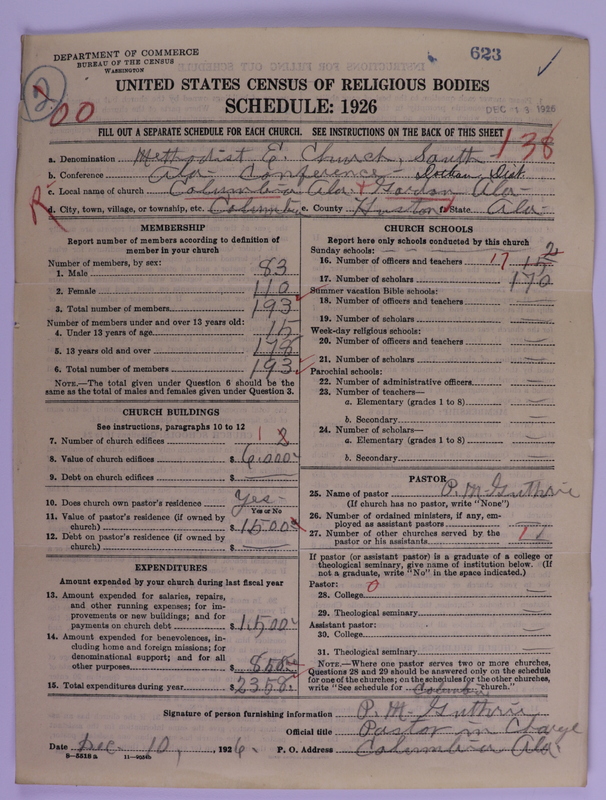 DEPARTMENT OF COMMERCE
BUREAU OF THE CENSUS
WASHINGTON
623
2
00
UNITED STATES CENSUS OF RELIGIOUS BODIES
SCHEDULE: 1926
DEC 13 1926
FILL OUT A SEPARATE SCHEDULE FOR EACH CHURCH. SEE INSTRUCTIONS ON THE BACK OF THIS SHEET
138
a. Denomination Methodist E. Church, South
b. Conference Ala- Conference- Dothan, Dist.
c. Local name of church Columbia Ala. + Gordon Ala-
R
d. City, town, village, or township, etc. Columbia e. County Huston State Ala
MEMBERSHIP
Report number of members according to definition of member in your church
Number of members, by sex:
1. Male 83
2. Female 110
3. Total number of members 193
Number of members under and over 13 years old:
4. Under 13 years of age 15
5. 13 years old and over 178
6. Total number of members 193
NOTE.—The total given under Question 6 should be the same as the total of males and females given under Question 3.
CHURCH BUILDINGS
See instructions, paragraphs 10 to 12
7. Number of church edifices 1
8. Value of church edifices $ 6,000
9. Debt on church edifices $
10. Does church own pastor's residence Yes-
Yes or No
11. Value of pastor's residence (if owned by church) $ 1500
12. Debt on pastor's residence (if owned by church) $
EXPENDITURES
Amount expended by your church during last fiscal year
13. Amount expended for salaries, repairs, and other running expenses; for improvements or new buildings; and for payments on church debt $ 1,500
14. Amount expended for benevolences, including home and foreign missions; for denominational support; and for all other purposes $ 858
15. Total expenditures during year $ 2358
CHURCH SCHOOLS
Report here only schools conducted by this church
Sunday schools:
16. Number of officers and teachers 17 15 2
17. Number of scholars 170
Summer vacation Bible schools:
18. Number of officers and teachers
19. Number of scholars
Week-day religious schools:
20. Number of officers and teachers
21. Number of scholars
Parochial schools:
22. Number of administrative officers
23. Number of teachers—
a. Elementary (grades 1 to 8)
b. Secondary
24. Number of scholars—
a. Elementary (grades 1 to 8)
b. Secondary
PASTOR
25. Name of pastor P. M. Guthrie
(If church has no pastor, write "None")
26. Number of ordained ministers, if any, employed as assistant pastors
27. Number of other churches served by the pastor or his assistants 1
If pastor (or assistant pastor) is a graduate of a college or theological seminary, give name of institution below. (If not a graduate, write "No" in the space indicated.)
Pastor: 0
28. College
29. Theological seminary
Assistant pastor:
30. College
31. Theological seminary
NOTE.—Where one pastor serves two or more churches, Questions 28 and 29 should be answered only on the schedule for one of the churches; on the schedules for the other churches, write "See schedule for Columbia church."
Signature of person furnishing information P. M. Guthrie
Official title Pastor in Charge
Date Dec. 10, 1926. P. O. Address Columbia Ala.
8—5518 a 11—9034b